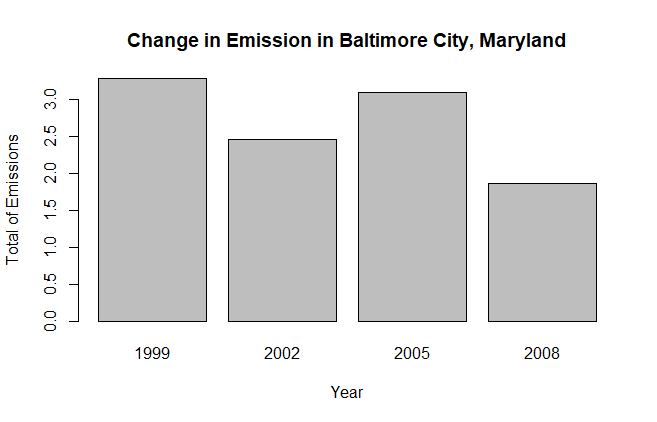 Change in Emission in Baltimore City, Maryland
Total of Emissions
3.0
2.5
2.0
1.5
1.0
0.5
0.0
1999 2002 2005 2008
Year